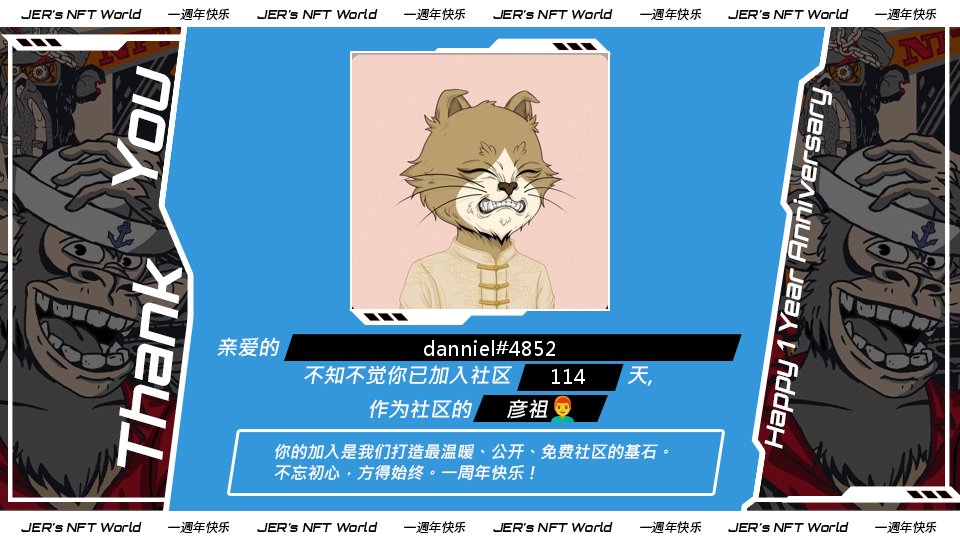 JER's NFT World 一週年快乐 JER's NFT World 一週年快乐 JER's NFT World 一週年快乐 JER's NFT World 一週年快乐
Thank You
亲爱的 danniel#4852
不知不觉你已加入社区 114 天,
作为社区的 彦祖👨‍🦰
你的加入是我们打造最温暖、公开、免费社区的基石。
不忘初心，方得始终。一周年快乐！
Happy 1 Year Anniversary
JER's NFT World 一週年快乐 JER's NFT World 一週年快乐 JER's NFT World 一週年快乐 JER's NFT World 一週年快乐